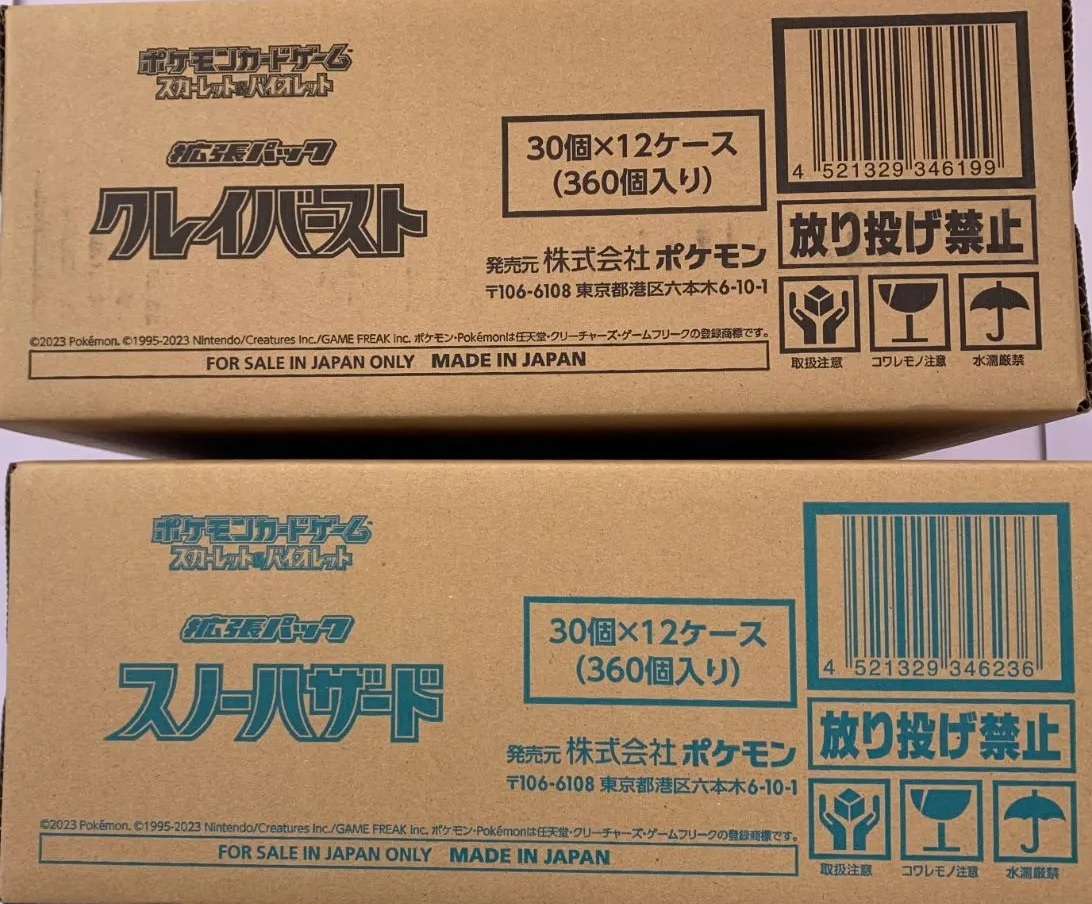 ポケモンカードゲーム
スカーレット&バイオレット
拡張パック
クレイバースト
30個×12ケース
(360個入り)
4 521329 346199
放り投げ禁止
発売元 株式会社 ポケモン
〒106-6108 東京都港区六本木6-10-1
取扱注意
コワレモノ注意
水濡厳禁
©2023 Pokémon. ©1995-2023 Nintendo/Creatures Inc./GAME FREAK inc. ポケモン・Pokémonは任天堂・クリーチャーズ・ゲームフリークの登録商標です。
FOR SALE IN JAPAN ONLY MADE IN JAPAN
ポケモンカードゲーム
スカーレット&バイオレット
拡張パック
スノーハザード
30個×12ケース
(360個入り)
4 521329 346236
放り投げ禁止
発売元 株式会社 ポケモン
〒106-6108 東京都港区六本木6-10-1
取扱注意
コワレモノ注意
水濡厳禁
©2023 Pokémon. ©1995-2023 Nintendo/Creatures Inc./GAME FREAK inc. ポケモン・Pokémonは任天堂・クリーチャーズ・ゲームフリークの登録商標です。
FOR SALE IN JAPAN ONLY MADE IN JAPAN